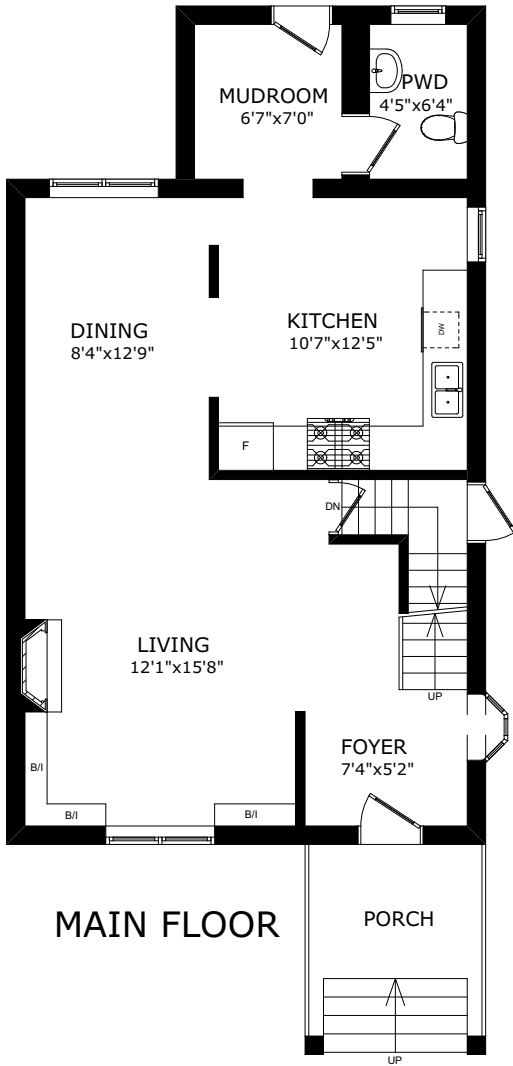 MUDROOM
6'7"x7'0"
PWD
4'5"x6'4"
DINING
8'4"x12'9"
KITCHEN
10'7"x12'5"
DW
F
DN
LIVING
12'1"x15'8"
UP
FOYER
7'4"x5'2"
B/I
B/I
B/I
MAIN FLOOR
PORCH
UP